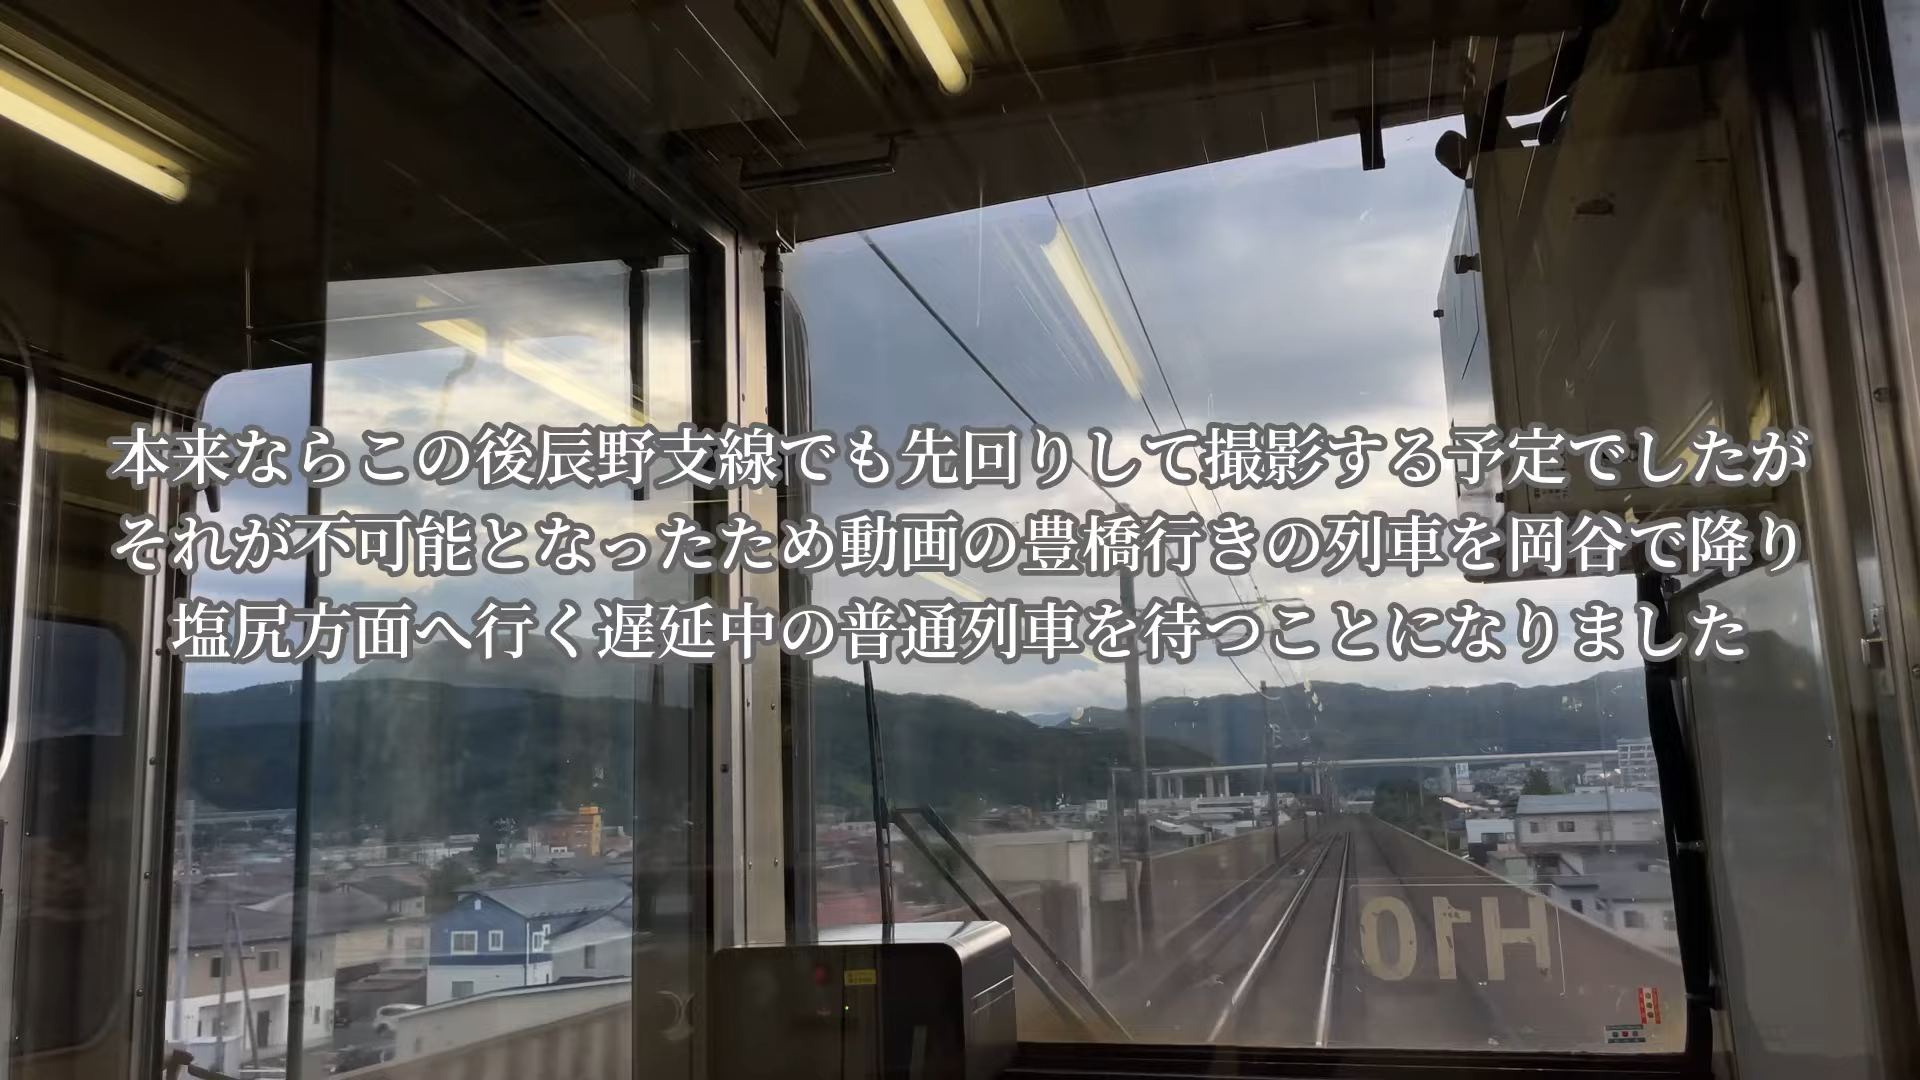 本来ならこの後辰野支線でも先回りして撮影する予定でしたが
それが不可能となったため動画の豊橋行きの列車を岡谷で降り
塩尻方面へ行く遅延中の普通列車を待つことになりました
H10